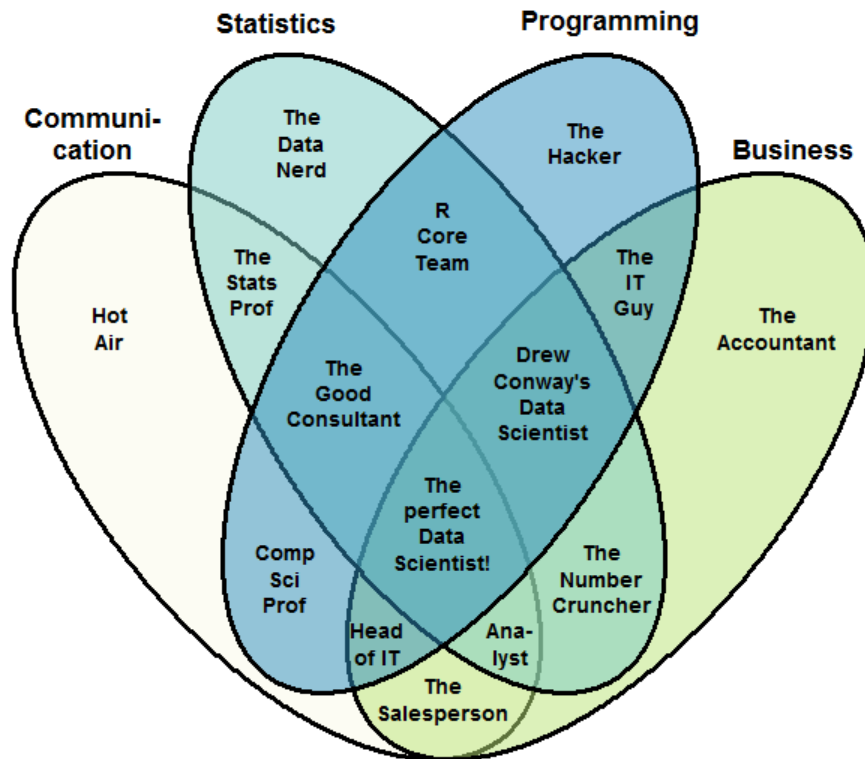 Statistics
Programming
Communi-
cation
Business
The
Data
Nerd
The
Hacker
R
Core
Team
The
Stats
Prof
The
IT
Guy
Hot
Air
The
Accountant
The
Good
Consultant
Drew
Conway's
Data
Scientist
The
perfect
Data
Scientist!
Comp
Sci
Prof
The
Number
Cruncher
Head
of IT
Ana-
lyst
The
Salesperson